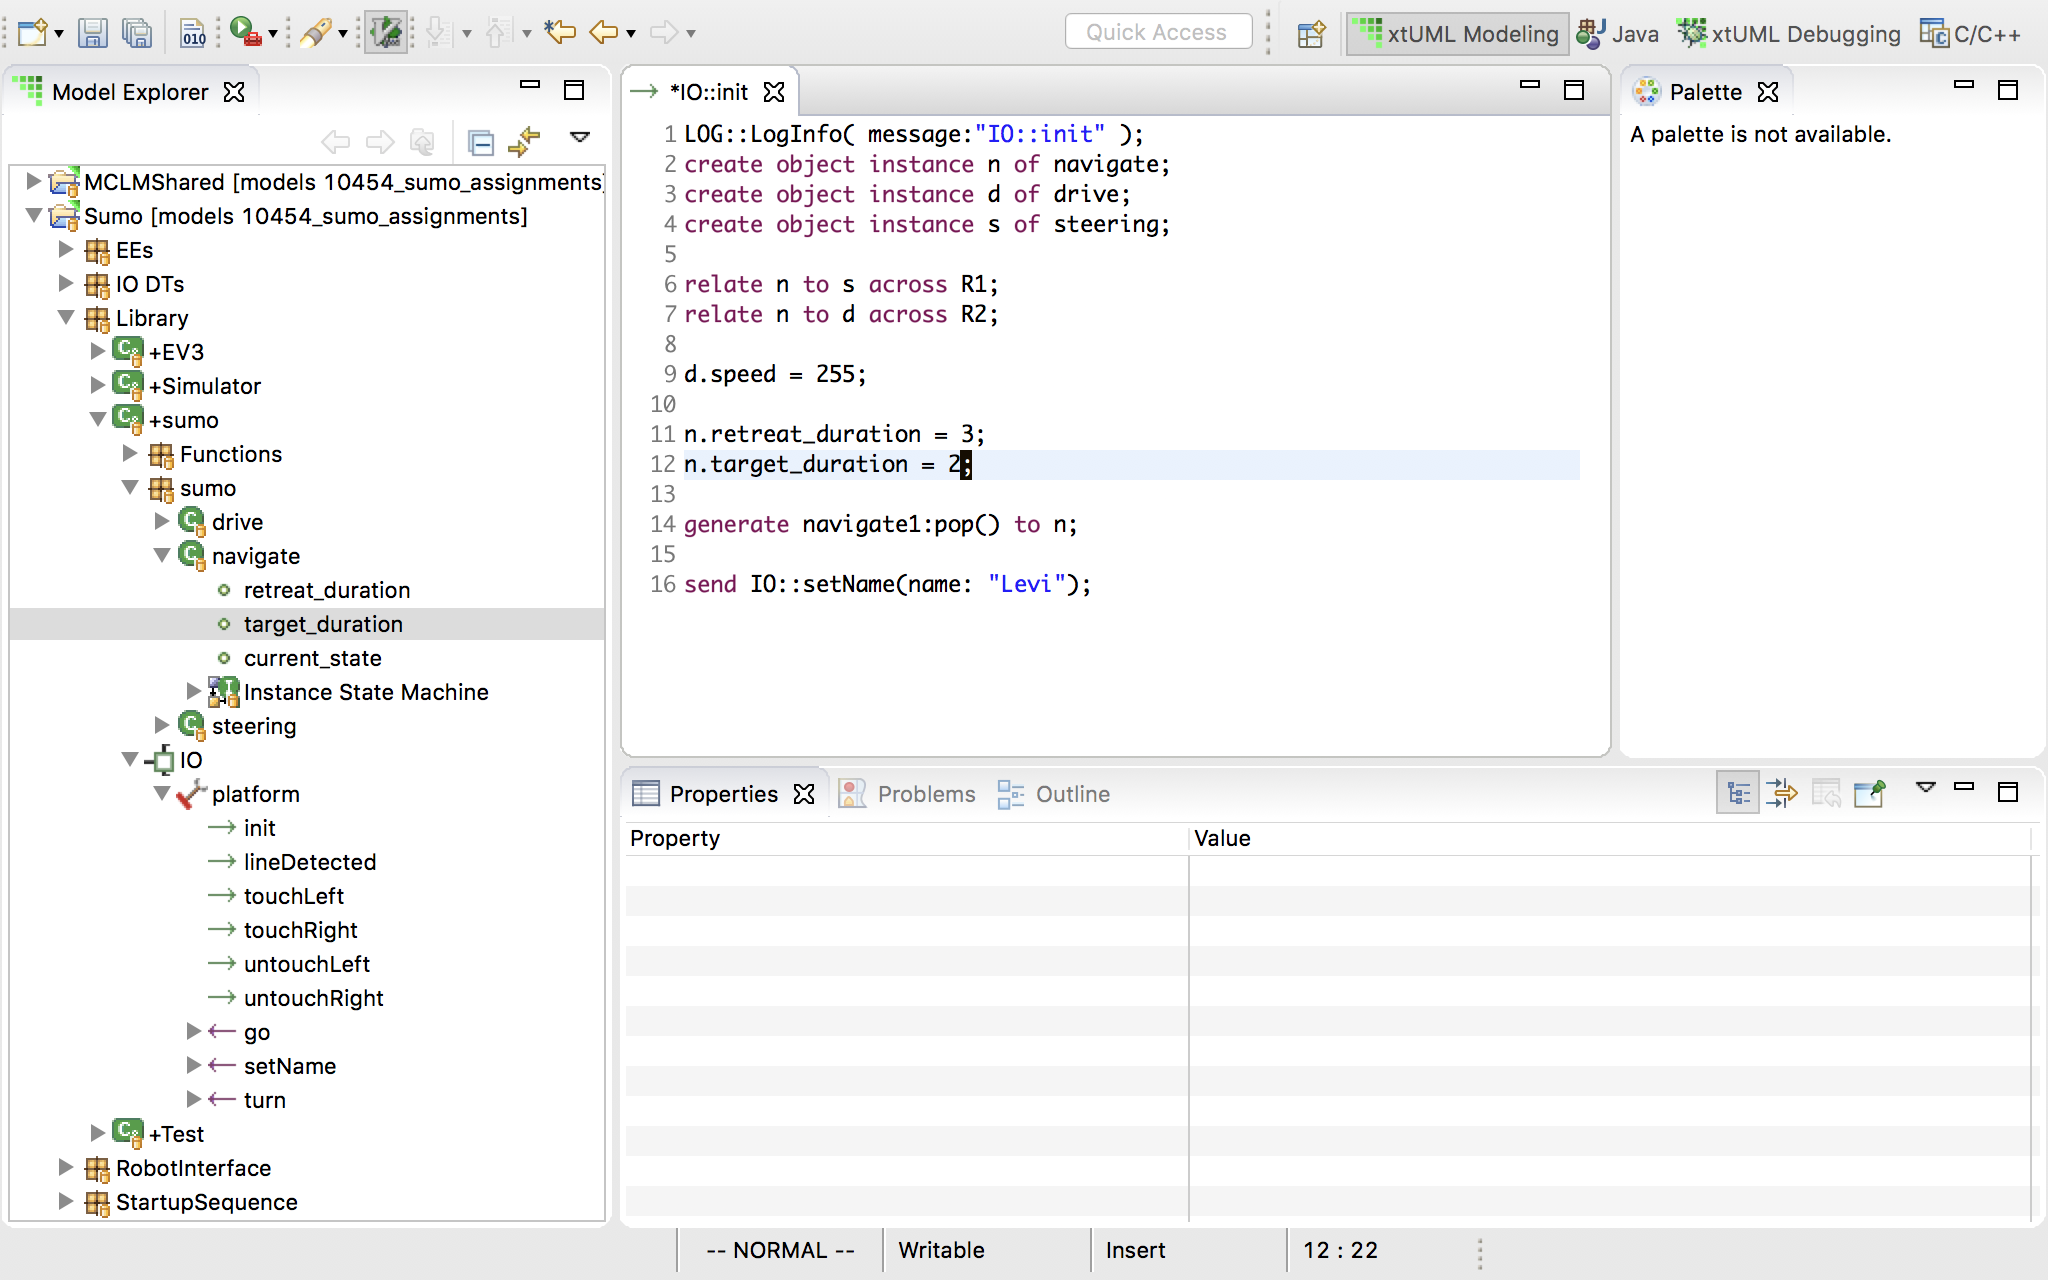 010
Quick Access
xtUML Modeling
Java
xtUML Debugging
C/C++
Model Explorer
MCLMShared [models 10454_sumo_assignments]
Sumo [models 10454_sumo_assignments]
EEs
IO DTs
Library
+EV3
+Simulator
+sumo
Functions
sumo
drive
navigate
retreat_duration
target_duration
current_state
Instance State Machine
steering
IO
platform
init
lineDetected
touchLeft
touchRight
untouchLeft
untouchRight
go
setName
turn
+Test
RobotInterface
StartupSequence
*IO::init
1 LOG::LogInfo( message:"IO::init" );
2 create object instance n of navigate;
3 create object instance d of drive;
4 create object instance s of steering;
5
6 relate n to s across R1;
7 relate n to d across R2;
8
9 d.speed = 255;
10
11 n.retreat_duration = 3;
12 n.target_duration = 2;
13
14 generate navigate1:pop() to n;
15
16 send IO::setName(name: "Levi");
Palette
A palette is not available.
Properties
Problems
Outline
Property
Value
-- NORMAL --
Writable
Insert
12 : 22